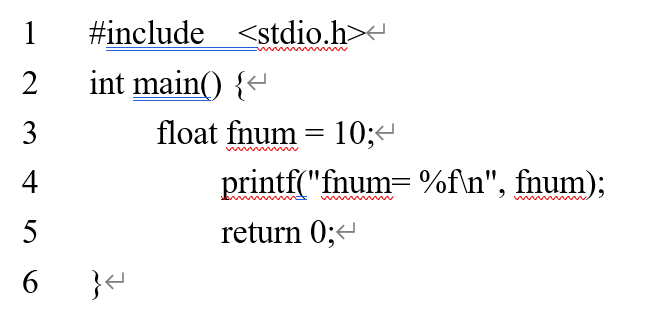 1 #include <stdio.h>
2 int main() {
3 float fnum = 10;
4 printf("fnum= %f\n", fnum);
5 return 0;
6 }